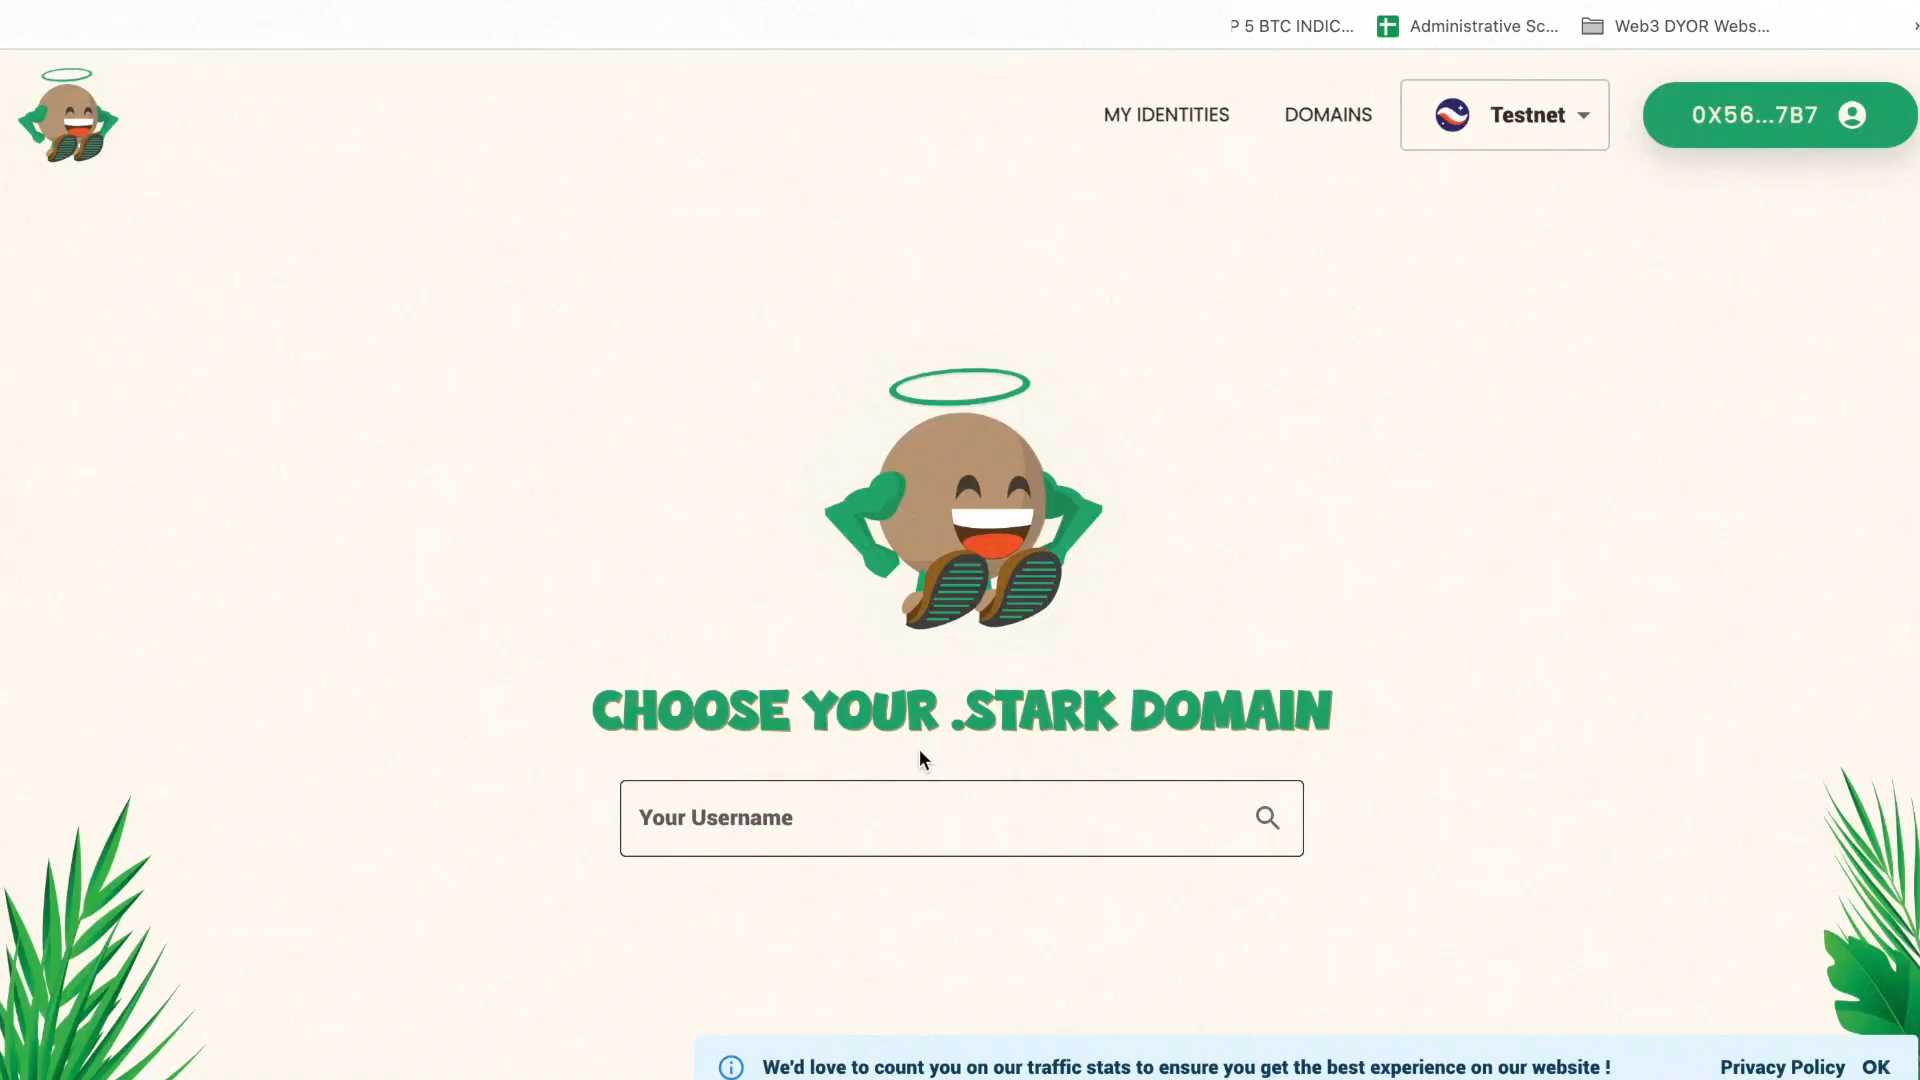 P 5 BTC INDIC... Administrative Sc... Web3 DYOR Webs...
MY IDENTITIES DOMAINS Testnet 0X56...7B7
CHOOSE YOUR .STARK DOMAIN
Your Username
We'd love to count you on our traffic stats to ensure you get the best experience on our website ! Privacy Policy OK